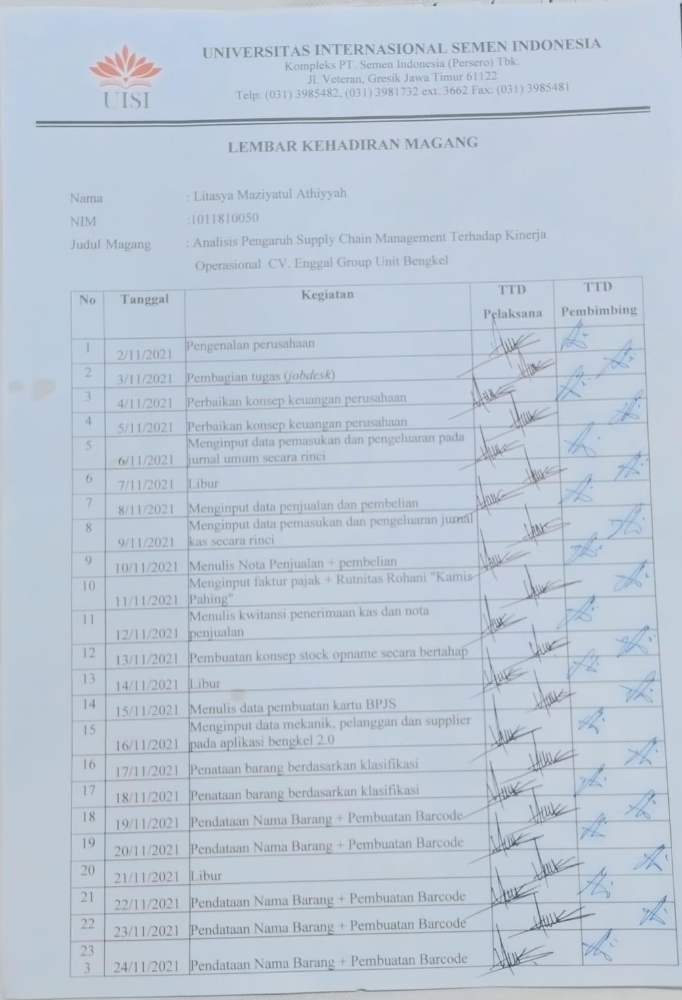 UISI
UNIVERSITAS INTERNASIONAL SEMEN INDONESIA
Kompleks PT. Semen Indonesia (Persero) Tbk.
Jl. Veteran, Gresik Jawa Timur 61122
Telp: (031) 3985482, (031) 3981732 ext. 3662 Fax: (031) 3985481
LEMBAR KEHADIRAN MAGANG
Nama : Litasya Maziyatul Athiyyah
NIM :1011810050
Judul Magang : Analisis Pengaruh Supply Chain Management Terhadap Kinerja
Operasional CV. Enggal Group Unit Bengkel
No Tanggal Kegiatan TTD Pelaksana TTD Pembimbing
1 2/11/2021 Pengenalan perusahaan
2 3/11/2021 Pembagian tugas (jobdesk)
3 4/11/2021 Perbaikan konsep keuangan perusahaan
4 5/11/2021 Perbaikan konsep keuangan perusahaan
5 6/11/2021 Menginput data pemasukan dan pengeluaran pada
jurnal umum secara rinci
6 7/11/2021 Libur
7 8/11/2021 Menginput data penjualan dan pembelian
8 9/11/2021 Menginput data pemasukan dan pengeluaran jurnal
kas secara rinci
9 10/11/2021 Menulis Nota Penjualan + pembelian
10 11/11/2021 Menginput faktur pajak + Rutnitas Rohani "Kamis
Pahing"
11 12/11/2021 Menulis kwitansi penerimaan kas dan nota
penjualan
12 13/11/2021 Pembuatan konsep stock opname secara bertahap
13 14/11/2021 Libur
14 15/11/2021 Menulis data pembuatan kartu BPJS
15 16/11/2021 Menginput data mekanik, pelanggan dan supplier
pada aplikasi bengkel 2.0
16 17/11/2021 Penataan barang berdasarkan klasifikasi
17 18/11/2021 Penataan barang berdasarkan klasifikasi
18 19/11/2021 Pendataan Nama Barang + Pembuatan Barcode
19 20/11/2021 Pendataan Nama Barang + Pembuatan Barcode
20 21/11/2021 Libur
21 22/11/2021 Pendataan Nama Barang + Pembuatan Barcode
22 23/11/2021 Pendataan Nama Barang + Pembuatan Barcode
23
3 24/11/2021 Pendataan Nama Barang + Pembuatan Barcode